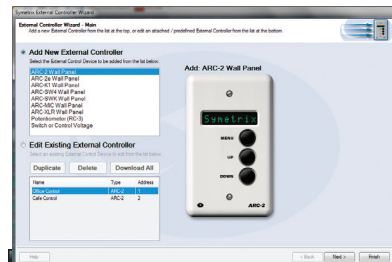 Symetrix External Controller Wizard
External Controller Wizard - Main
Add a new External Controller from the list at the top, or edit an attached / predefined External Controller from the list at the bottom.
Add New External Controller
Select the External Control Device to be added from the list below.
ARC-2 Wall Panel
ARC-2e Wall Panel
ARC-K1 Wall Panel
ARC-SW4 Wall Panel
ARC-SWK Wall Panel
ARC-MIC Wall Panel
ARC-XLR Wall Panel
Potentiometer (RC-3)
Switch or Control Voltage
Add: ARC-2 Wall Panel
Symetrix
MENU
UP
DOWN
ARC-2
Edit Existing External Controller
Select an existing External Control Device to edit from the list below.
Duplicate Delete Download All
Name Type Address
Office Control ARC-2 1
Cafe Control ARC-2 2
Help < Back Next > Finish